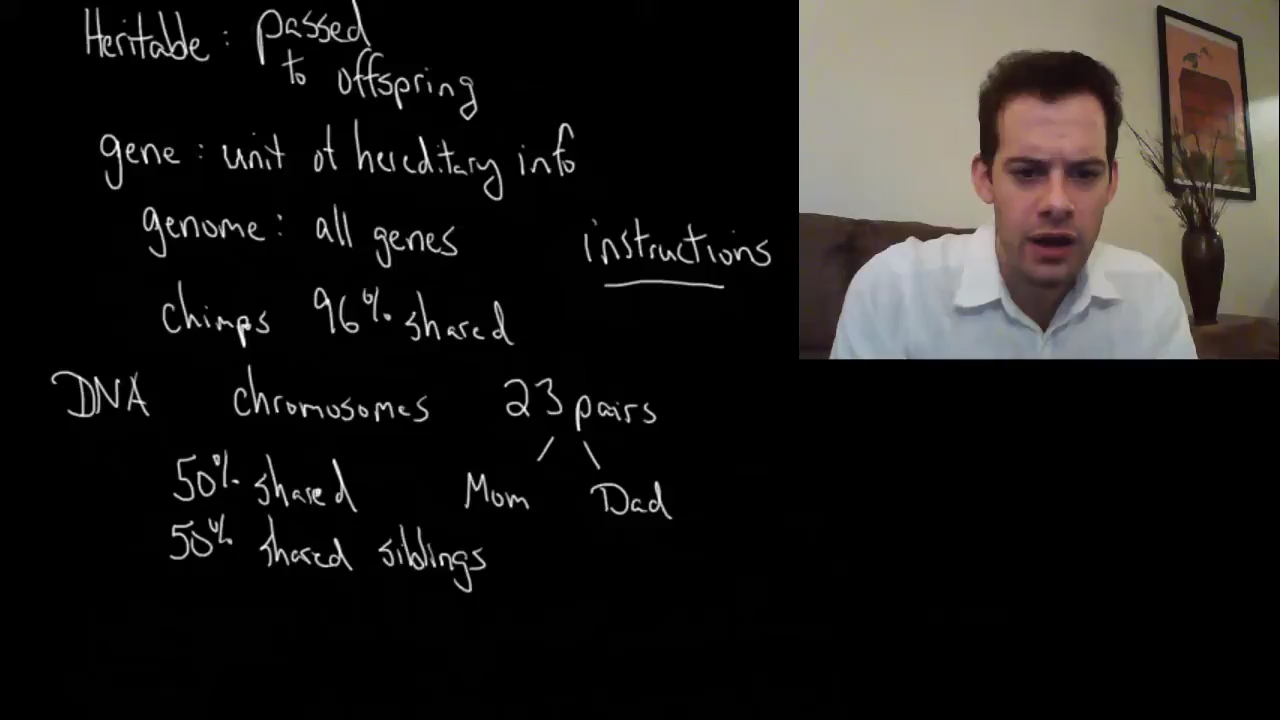 Heritable: passed
to offspring
gene: unit of hereditary info
genome: all genes
instructions
chimps 96% shared
DNA chromosomes 23 pairs
50% shared Mom Dad
50% shared siblings